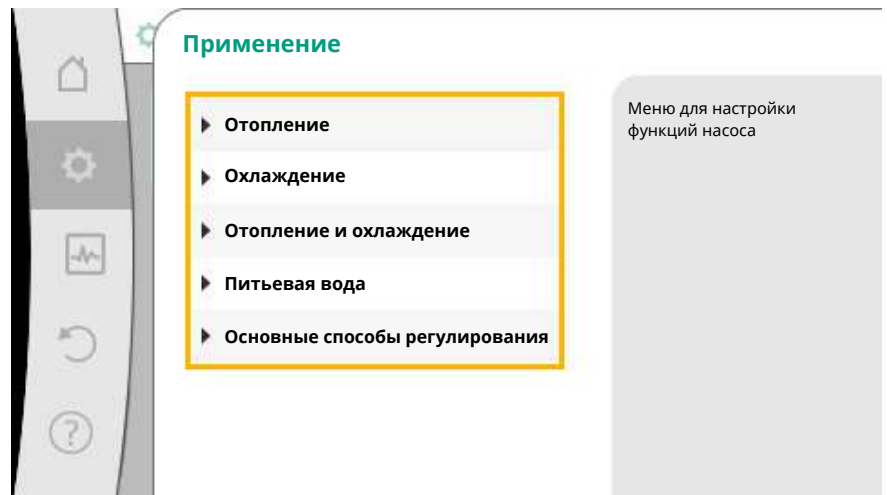 Применение
Отопление
Охлаждение
Отопление и охлаждение
Питьевая вода
Основные способы регулирования
Меню для настройки
функций насоса
?